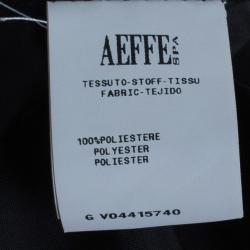 AEFFE SPA
TESSUTO-STOFF-TISSU
FABRIC-TEJIDO
100%POLIESTERE
POLYESTER
POLIESTER
G V04415740